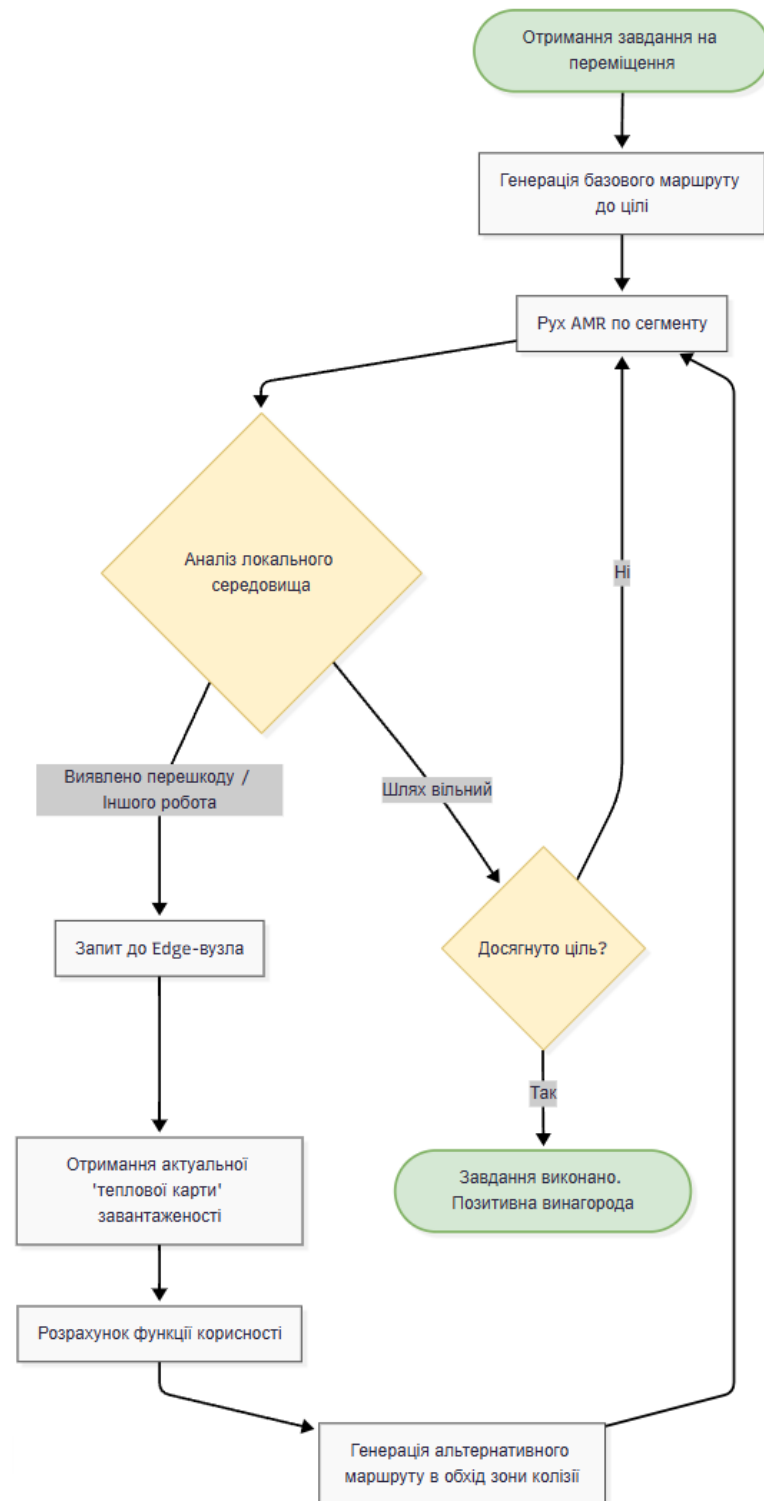 Отримання завдання на
переміщення
Генерація базового маршруту
до цілі
Рух AMR по сегменту
Аналіз локального
середовища
Ні
Виявлено перешкоду /
Іншого робота
Шлях вільний
Запит до Edge-вузла
Досягнуто ціль?
Так
Отримання актуальної
'теплової карти'
завантаженості
Завдання виконано.
Позитивна винагорода
Розрахунок функції корисності
Генерація альтернативного
маршруту в обхід зони колізії